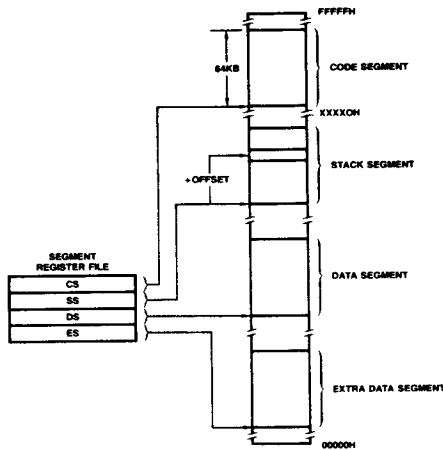 FFFFFH
64KB
CODE SEGMENT
XXXX0H
STACK SEGMENT
+OFFSET
SEGMENT
REGISTER FILE
CS
SS
DS
ES
DATA SEGMENT
EXTRA DATA SEGMENT
00000H